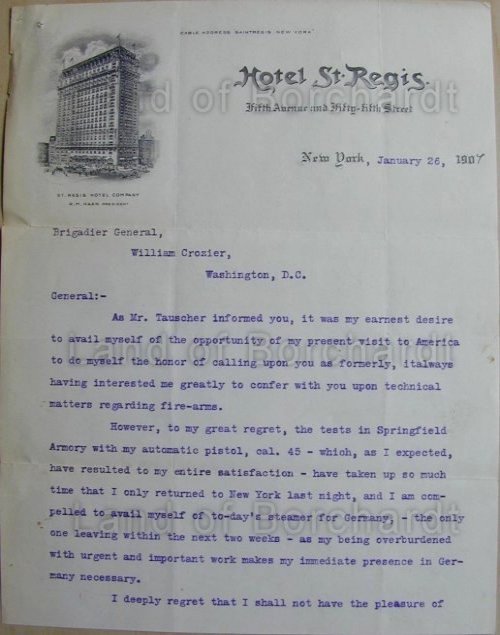 CABLE ADDRESS, SAINTREGIS, NEW YORK
Hotel St. Regis.
Fifth Avenue and Fifty-fifth Street
New York, January 26, 1907
ST. REGIS HOTEL COMPANY
R.M. HAAN, PRESIDENT
Brigadier General,
William Crozier,
Washington, D.C.
General:-
As Mr. Tauscher informed you, it was my earnest desire
to avail myself of the opportunity of my present visit to America
to do myself the honor of calling upon you as formerly, italways
having interested me greatly to confer with you upon technical
matters regarding fire-arms.
However, to my great regret, the tests in Springfield
Armory with my automatic pistol, cal. 45 - which, as I expected,
have resulted to my entire satisfaction - have taken up so much
time that I only returned to New York last night, and I am com-
pelled to avail myself of to-day's steamer for Germany, - the only
one leaving within the next two weeks - as my being overburdened
with urgent and important work makes my immediate presence in Ger-
many necessary.
I deeply regret that I shall not have the pleasure of
Land of Borchardt
Land of Borchardt
Land of Borchardt